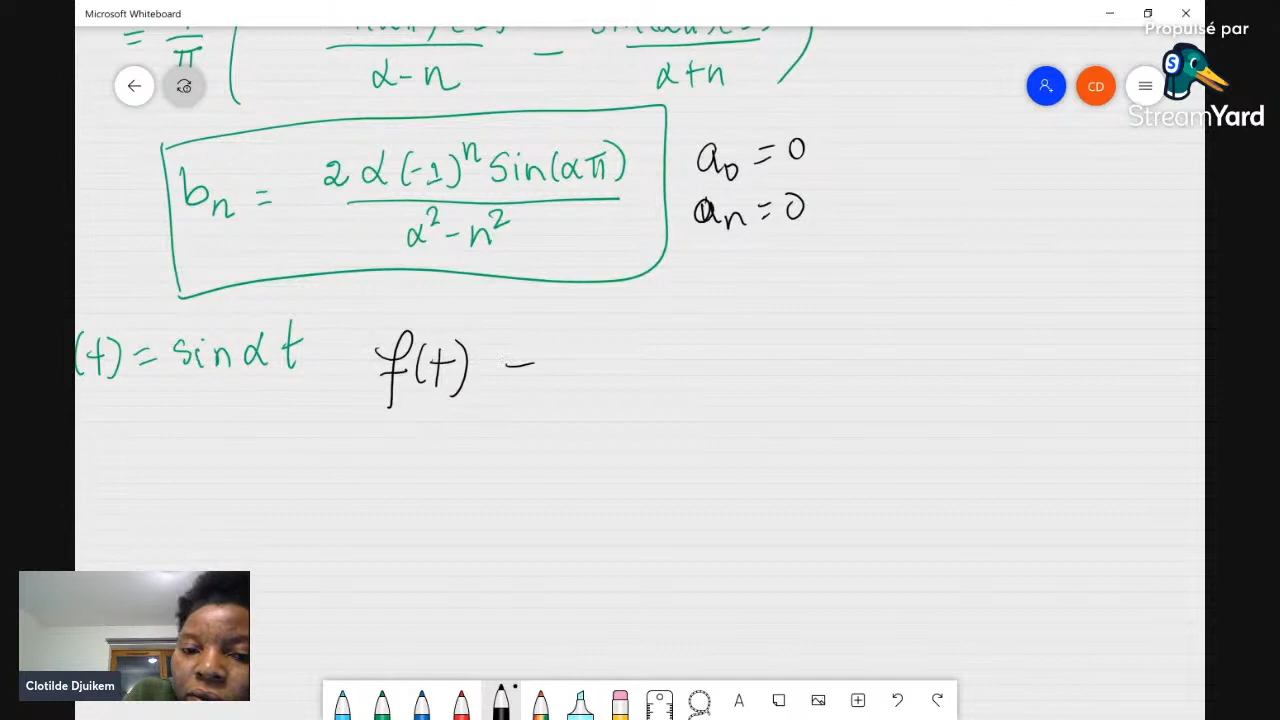 Microsoft Whiteboard
Propulsé par
StreamYard
CD
= 1/π ( / α-n - / α+n )
b_n = 2α(-1)^n sin(απ) / α² - n²
a_0 = 0
a_n = 0
(t) = sin α t f(t) -
Clotilde Djuikem